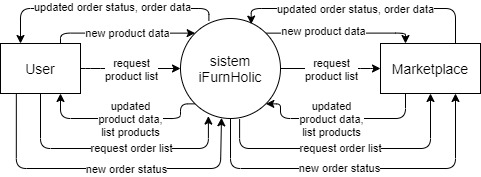 updated order status, order data
updated order status, order data
new product data
new product data
User
request
product list
sistem
iFurnHolic
request
product list
Marketplace
updated
product data,
list products
updated
product data,
list products
request order list
request order list
new order status
new order status